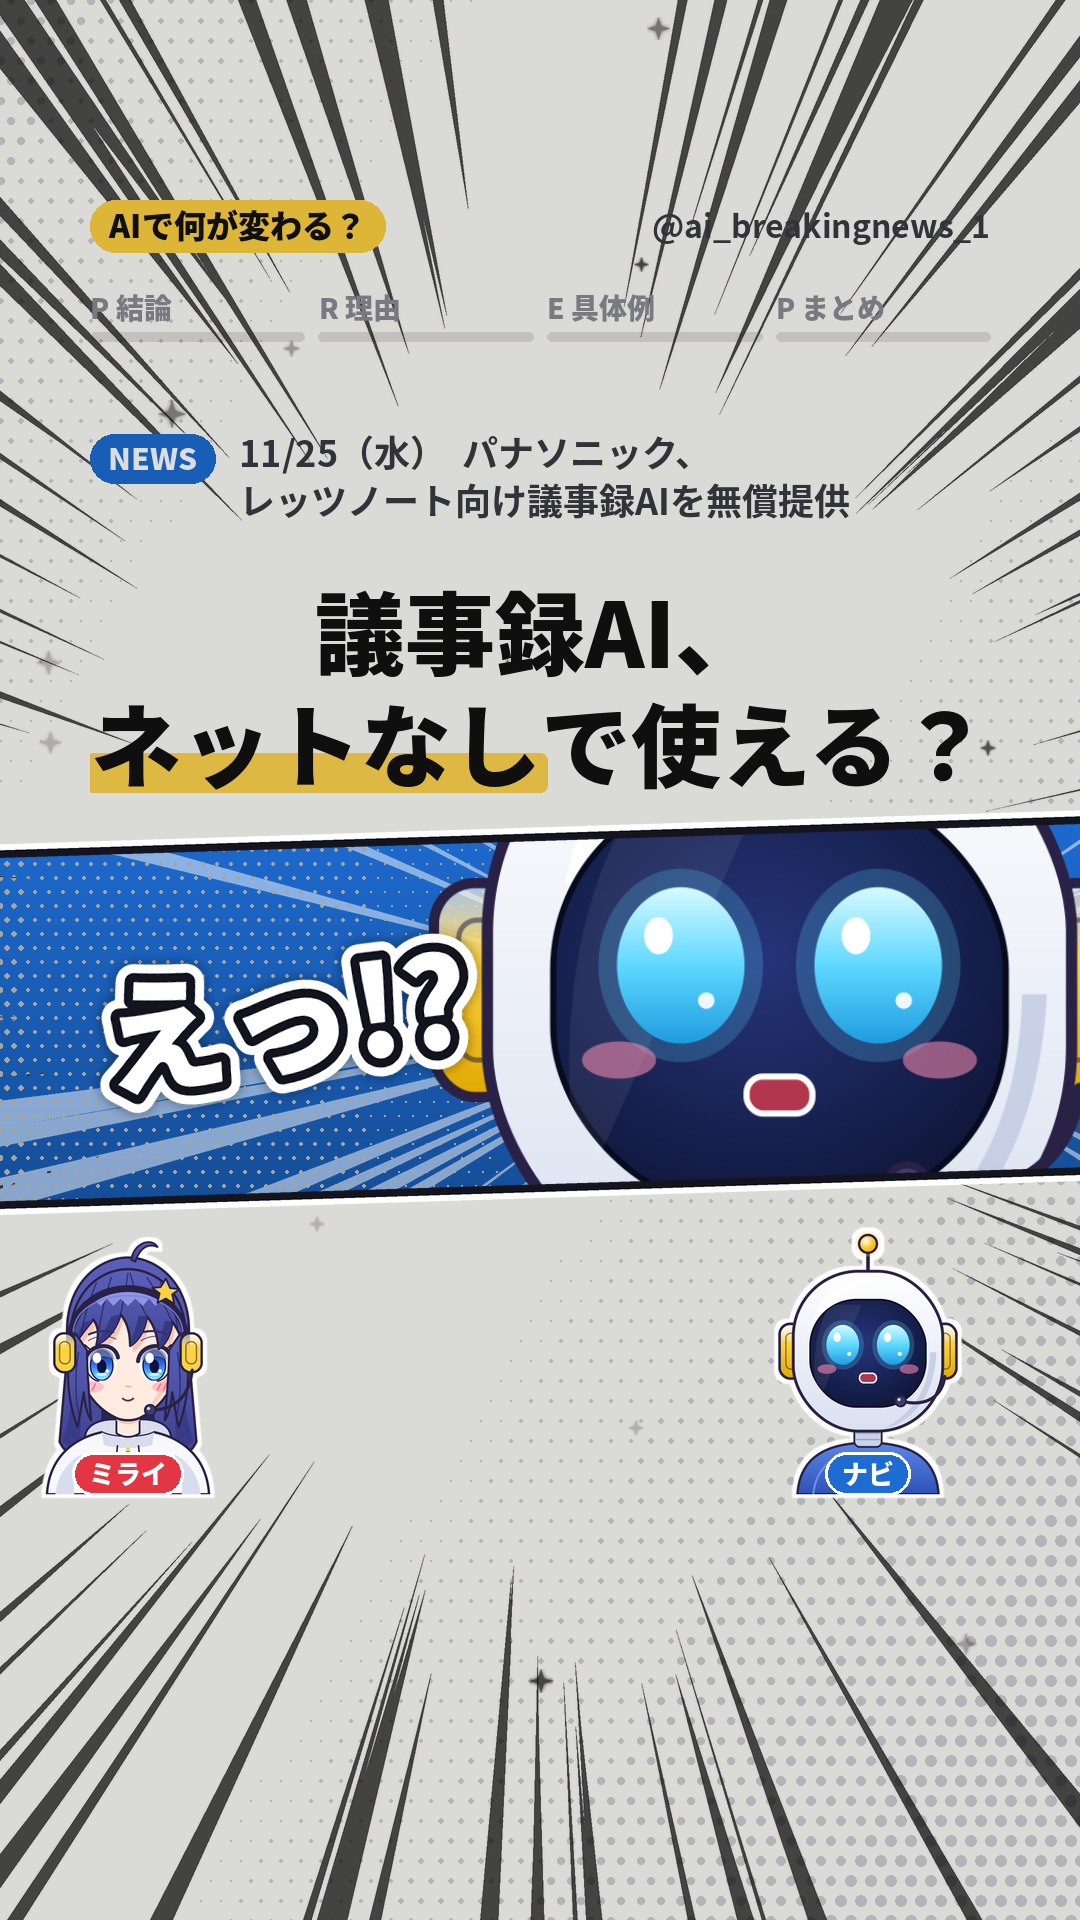 AIで何が変わる？
@ai_breakingnews_1
P 結論
R 理由
E 具体例
P まとめ
NEWS
11/25（水） パナソニック、
レッツノート向け議事録AIを無償提供
議事録AI、
ネットなしで使える？
えっ!?
ミライ
ナビ